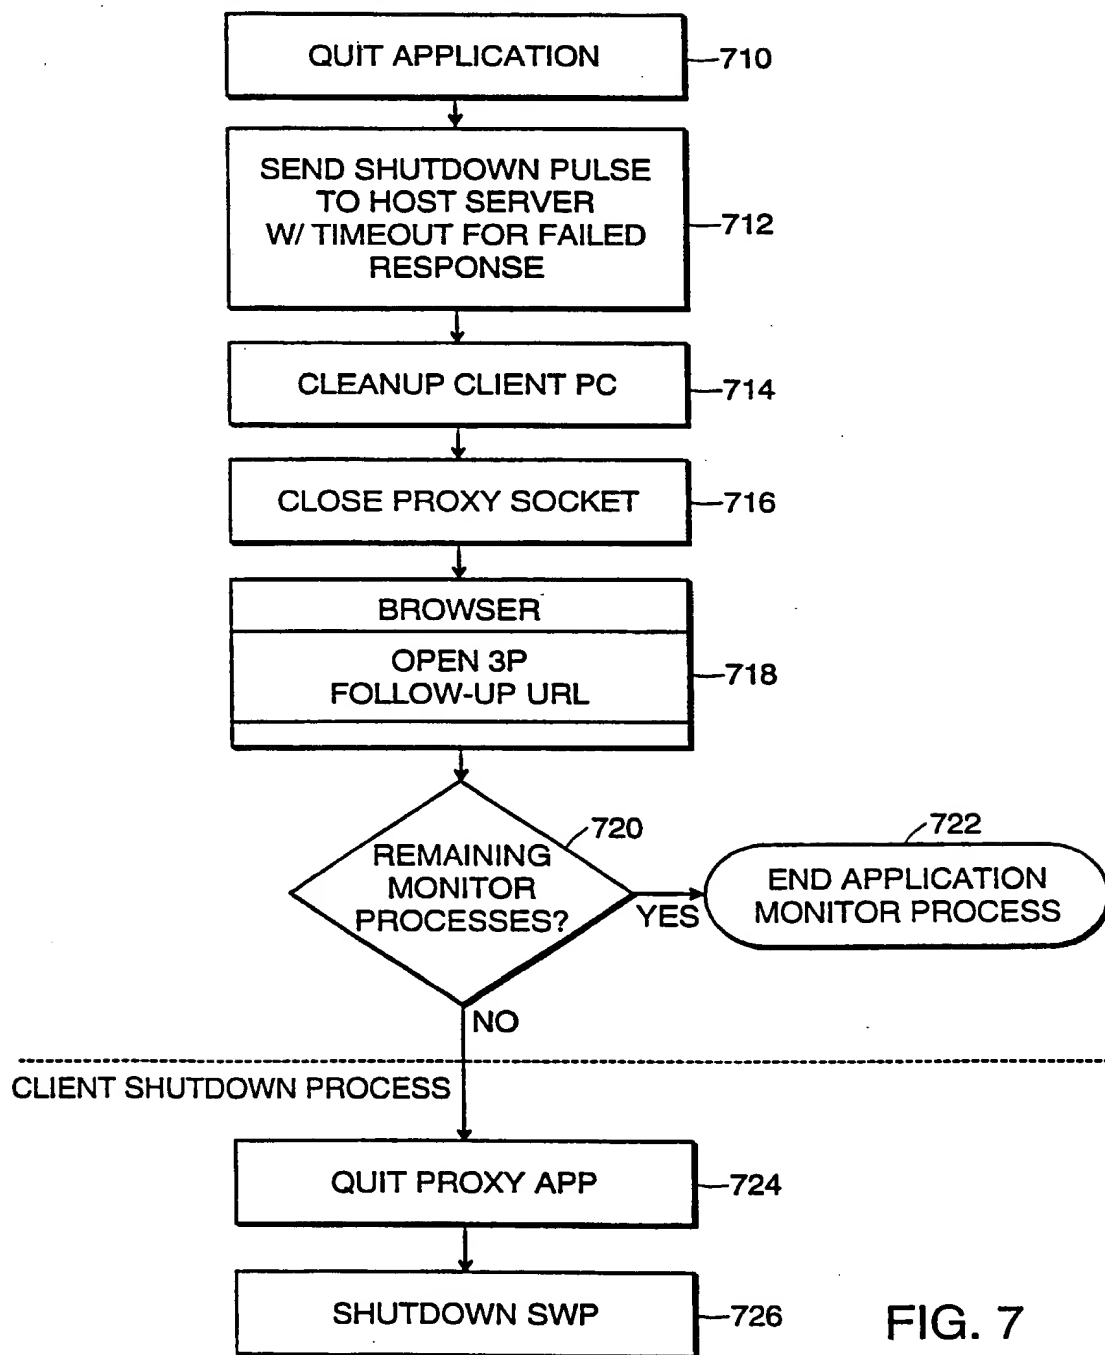 QUIT APPLICATION
710
SEND SHUTDOWN PULSE
TO HOST SERVER
W/ TIMEOUT FOR FAILED
RESPONSE
712
CLEANUP CLIENT PC
714
CLOSE PROXY SOCKET
716
BROWSER
OPEN 3P
FOLLOW-UP URL
718
REMAINING
MONITOR
PROCESSES?
720
YES
722
END APPLICATION
MONITOR PROCESS
NO
CLIENT SHUTDOWN PROCESS
QUIT PROXY APP
724
SHUTDOWN SWP
726
FIG. 7